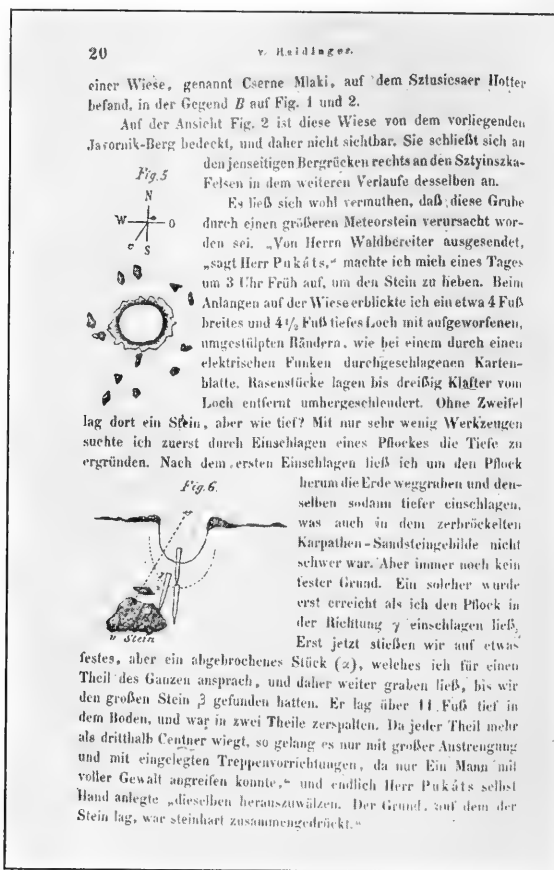 20
v. Haidinger.
einer Wiese, genannt Cserne Mlaki, auf dem Sztusicsaer Hotter
befand, in der Gegend B auf Fig. 1 und 2.
Auf der Ansicht Fig. 2 ist diese Wiese von dem vorliegenden
Javornik-Berg bedeckt, und daher nicht sichtbar. Sie schließt sich an
den jenseitigen Bergrücken rechts an den Sztyinszka-
Felsen in dem weiteren Verlaufe desselben an.
Fig. 5
N
W
O
S
Es ließ sich wohl vermuthen, daß diese Grube
durch einen größeren Meteorstein verursacht wor-
den sei. „Von Herrn Waldbereiter ausgesendet,
„sagt Herr Pukáts,“ machte ich mich eines Tages
um 3 Uhr Früh auf, um den Stein zu heben. Beim
Anlangen auf der Wiese erblickte ich ein etwa 4 Fuß
breites und 4 1/2 Fuß tiefes Loch mit aufgeworfenen,
umgestülpten Rändern, wie bei einem durch einen
elektrischen Funken durchgeschlagenen Karten-
blatte. Rasenstücke lagen bis dreißig Klafter vom
Loch entfernt umhergeschleudert. Ohne Zweifel
lag dort ein Stein, aber wie tief? Mit nur sehr wenig Werkzeugen
suchte ich zuerst durch Einschlagen eines Pflockes die Tiefe zu
ergründen. Nach dem ersten Einschlagen ließ ich um den Pflock
herum die Erde weggraben und den-
selben sodann tiefer einschlagen,
was auch in dem zerbröckelten
Karpathen-Sandsteingebilde nicht
schwer war. Aber immer noch kein
fester Grund. Ein solcher wurde
erst erreicht als ich den Pflock in
der Richtung γ einschlagen ließ.
Erst jetzt stießen wir auf etwas
Fig. 6.
Stein
festes, aber ein abgebrochenes Stück (α), welches ich für einen
Theil des Ganzen ansprach, und daher weiter graben ließ, bis wir
den großen Stein β gefunden hatten. Er lag über 11 Fuß tief in
dem Boden, und war in zwei Theile zerspalten. Da jeder Theil mehr
als dritthalb Centner wiegt, so gelang es nur mit großer Anstrengung
und mit eingelegten Treppenvorrichtungen, da nur Ein Mann mit
voller Gewalt angreifen konnte,“ und endlich Herr Pukáts selbst
Hand anlegte „dieselben herauszuwälzen. Der Grund, auf dem der
Stein lag, war steinhart zusammengedrückt.“